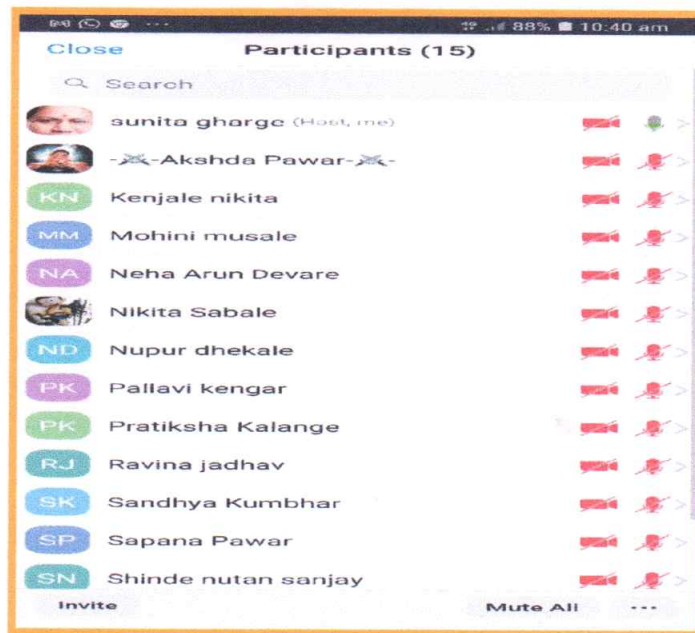 ... 88% 10:40 am
Close Participants (15)
Search
sunita gharge (Host, me)
-Akshda Pawar-
KN Kenjale nikita
MM Mohini musale
NA Neha Arun Devare
Nikita Sabale
ND Nupur dhekale
PK Pallavi kengar
PK Pratiksha Kalange
RJ Ravina jadhav
SK Sandhya Kumbhar
SP Sapana Pawar
SN Shinde nutan sanjay
Invite Mute All ...